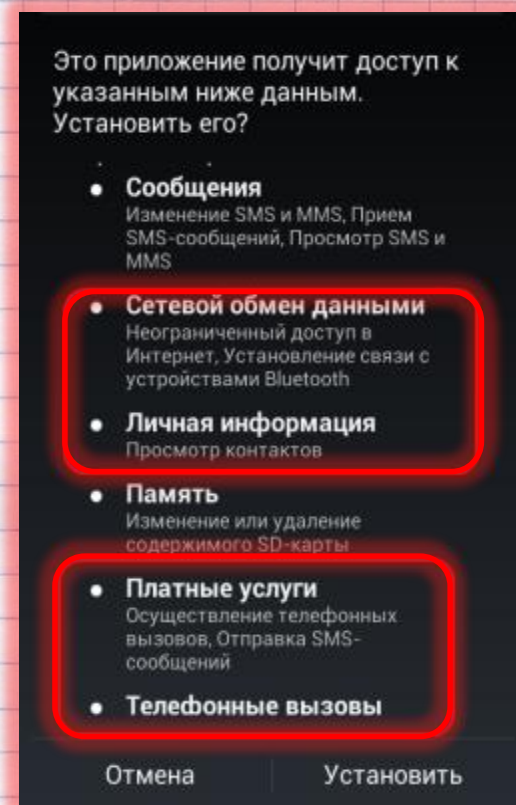 Это приложение получит доступ к
указанным ниже данным.
Установить его?
• Сообщения
Изменение SMS и MMS, Прием
SMS-сообщений, Просмотр SMS и
MMS
• Сетевой обмен данными
Неограниченный доступ в
Интернет, Установление связи с
устройствами Bluetooth
• Личная информация
Просмотр контактов
• Память
Изменение или удаление
содержимого SD-карты
• Платные услуги
Осуществление телефонных
вызовов, Отправка SMS-
сообщений
• Телефонные вызовы
Отмена
Установить